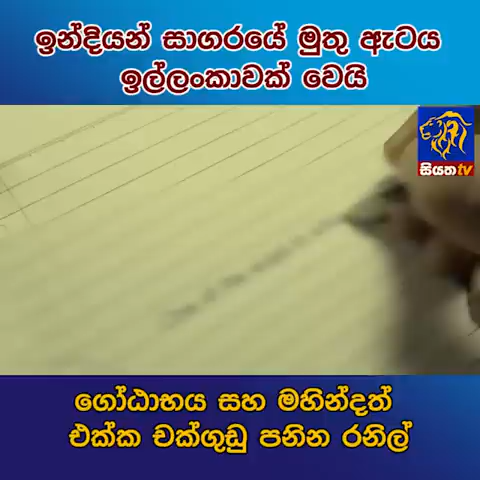 ඉන්දියන් සාගරයේ මුතු ඇටය
ඉල්ලංකාවක් වෙයි
සියත tv
ගෝඨාභය සහ මහින්දත්
එක්ක චක්ගුඩු පනින රනිල්